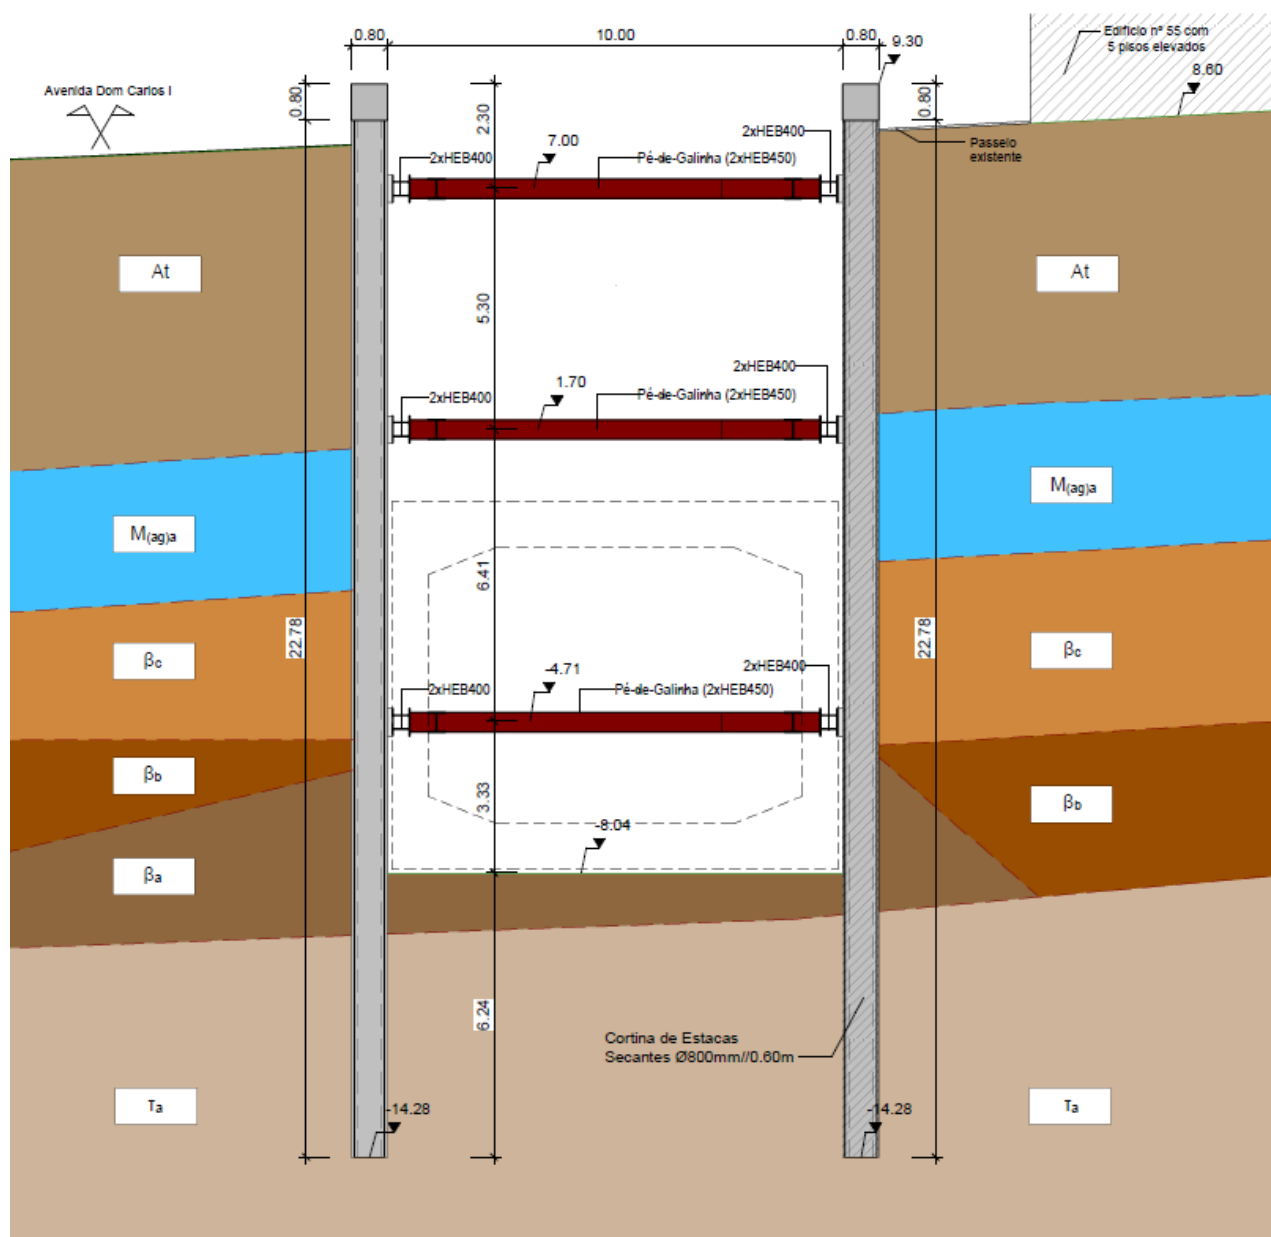 0.80
10.00
0.80
9.30
Edifício nº 55 com
5 pisos elevados
8.60
Avenida Dom Carlos I
0.80
2.30
0.80
2xHEB400
7.00
Pé-de-Galinha (2xHEB450)
2xHEB400
Passeio
existente
At
At
5.30
2xHEB400
1.70
Pé-de-Galinha (2xHEB450)
2xHEB400
M(ag)a
M(ag)a
6.41
22.78
22.78
βc
βc
2xHEB400
-4.71
Pé-de-Galinha (2xHEB450)
2xHEB400
βb
βb
3.33
-8.04
βa
6.24
Cortina de Estacas
Secantes Ø800mm//0.60m
Ta
-14.28
-14.28
Ta